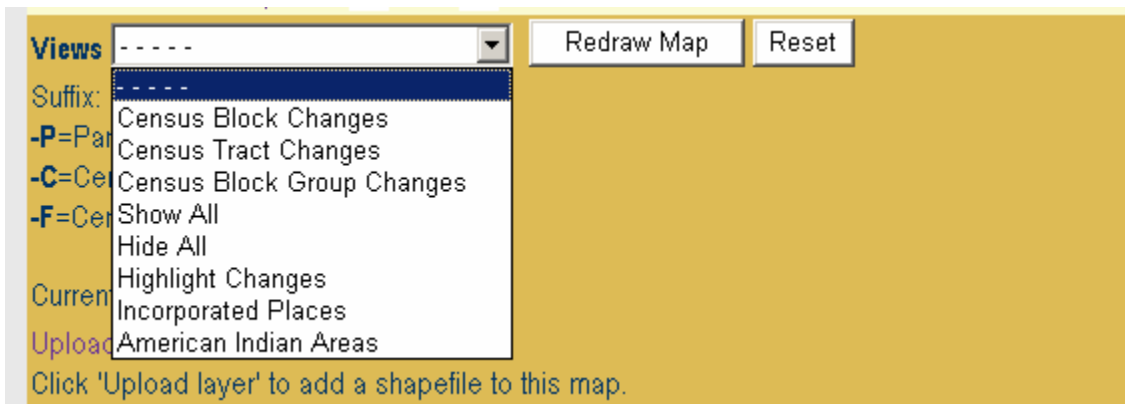 Views - - - - - Redraw Map Reset
Suffix: - - - - -
Census Block Changes
-P=Par Census Tract Changes
-C=Cer Census Block Group Changes
-F=Cer Show All
Hide All
Highlight Changes
Curren Incorporated Places
Upload American Indian Areas
Click 'Upload layer' to add a shapefile to this map.